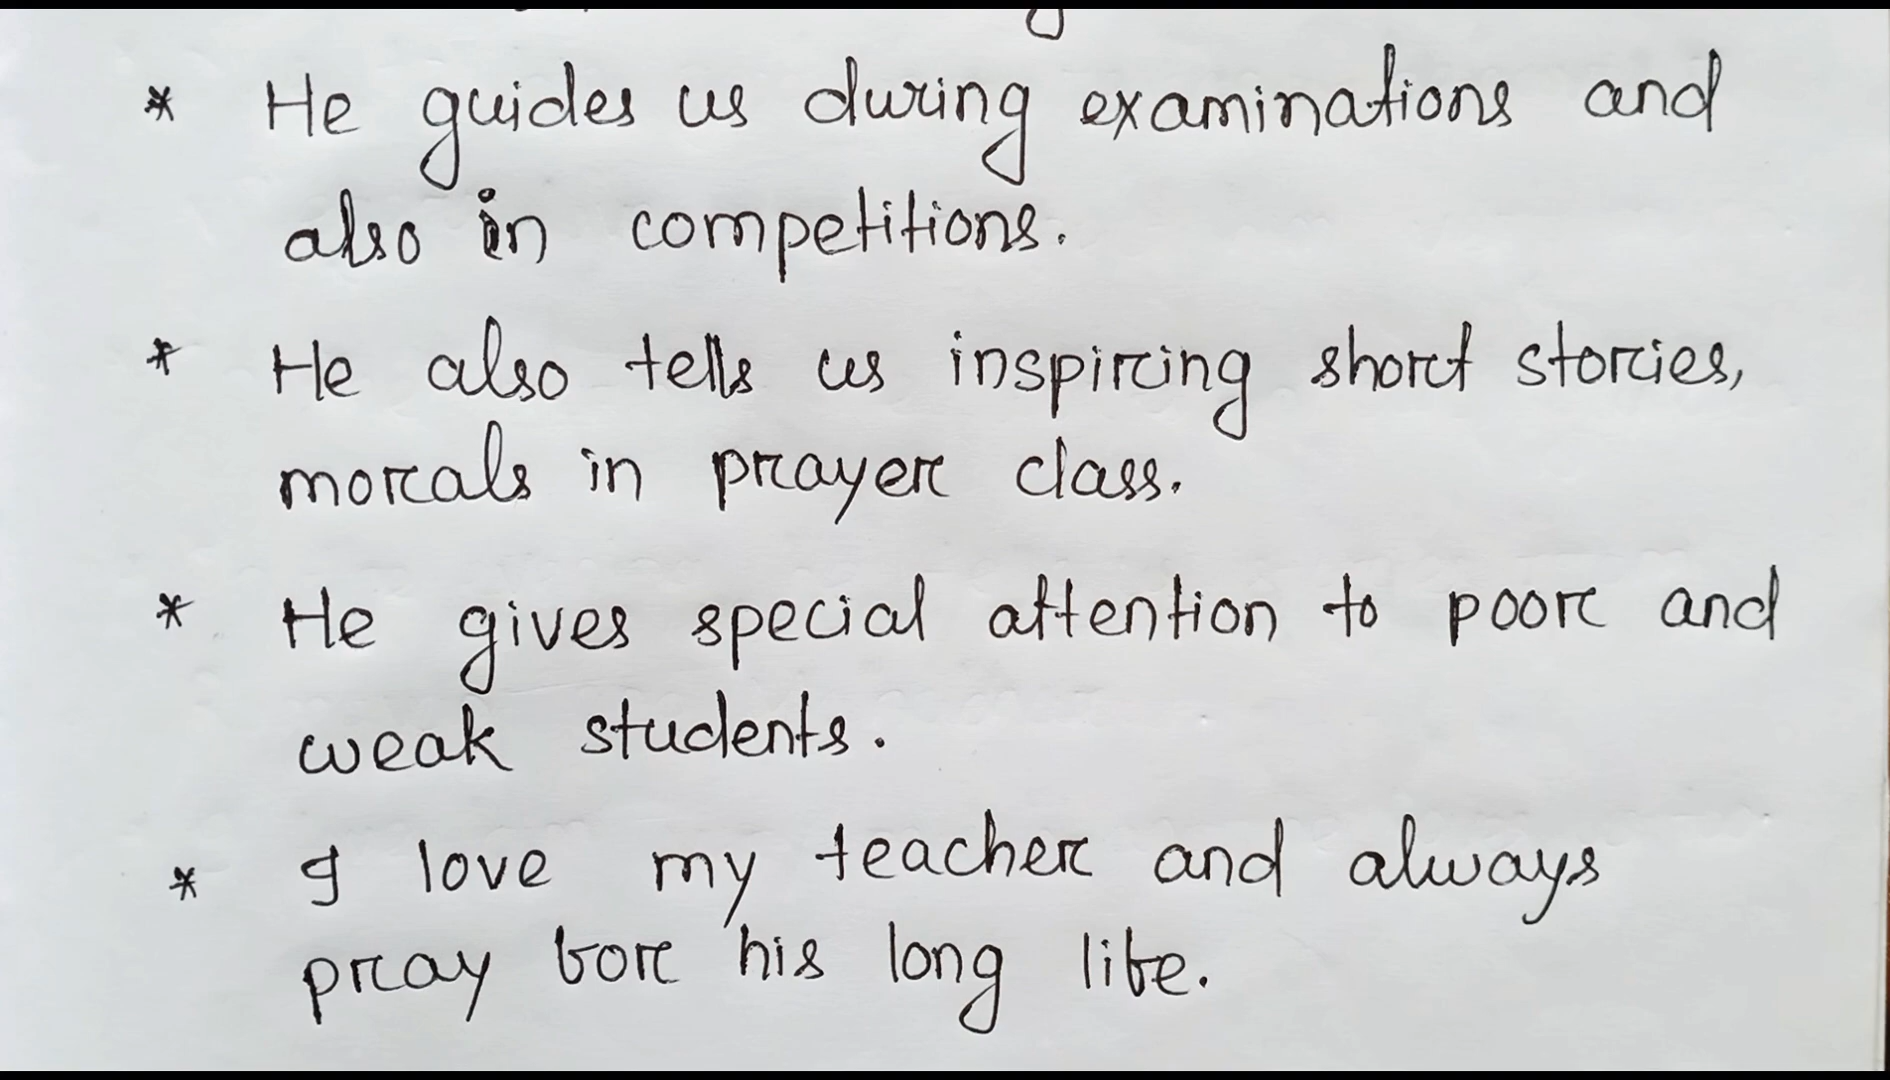 * He guides us during examinations and
also in competitions.
* He also tells us inspiring short stories,
morals in prayer class.
* He gives special attention to poor and
weak students.
* I love my teacher and always
pray for his long life.